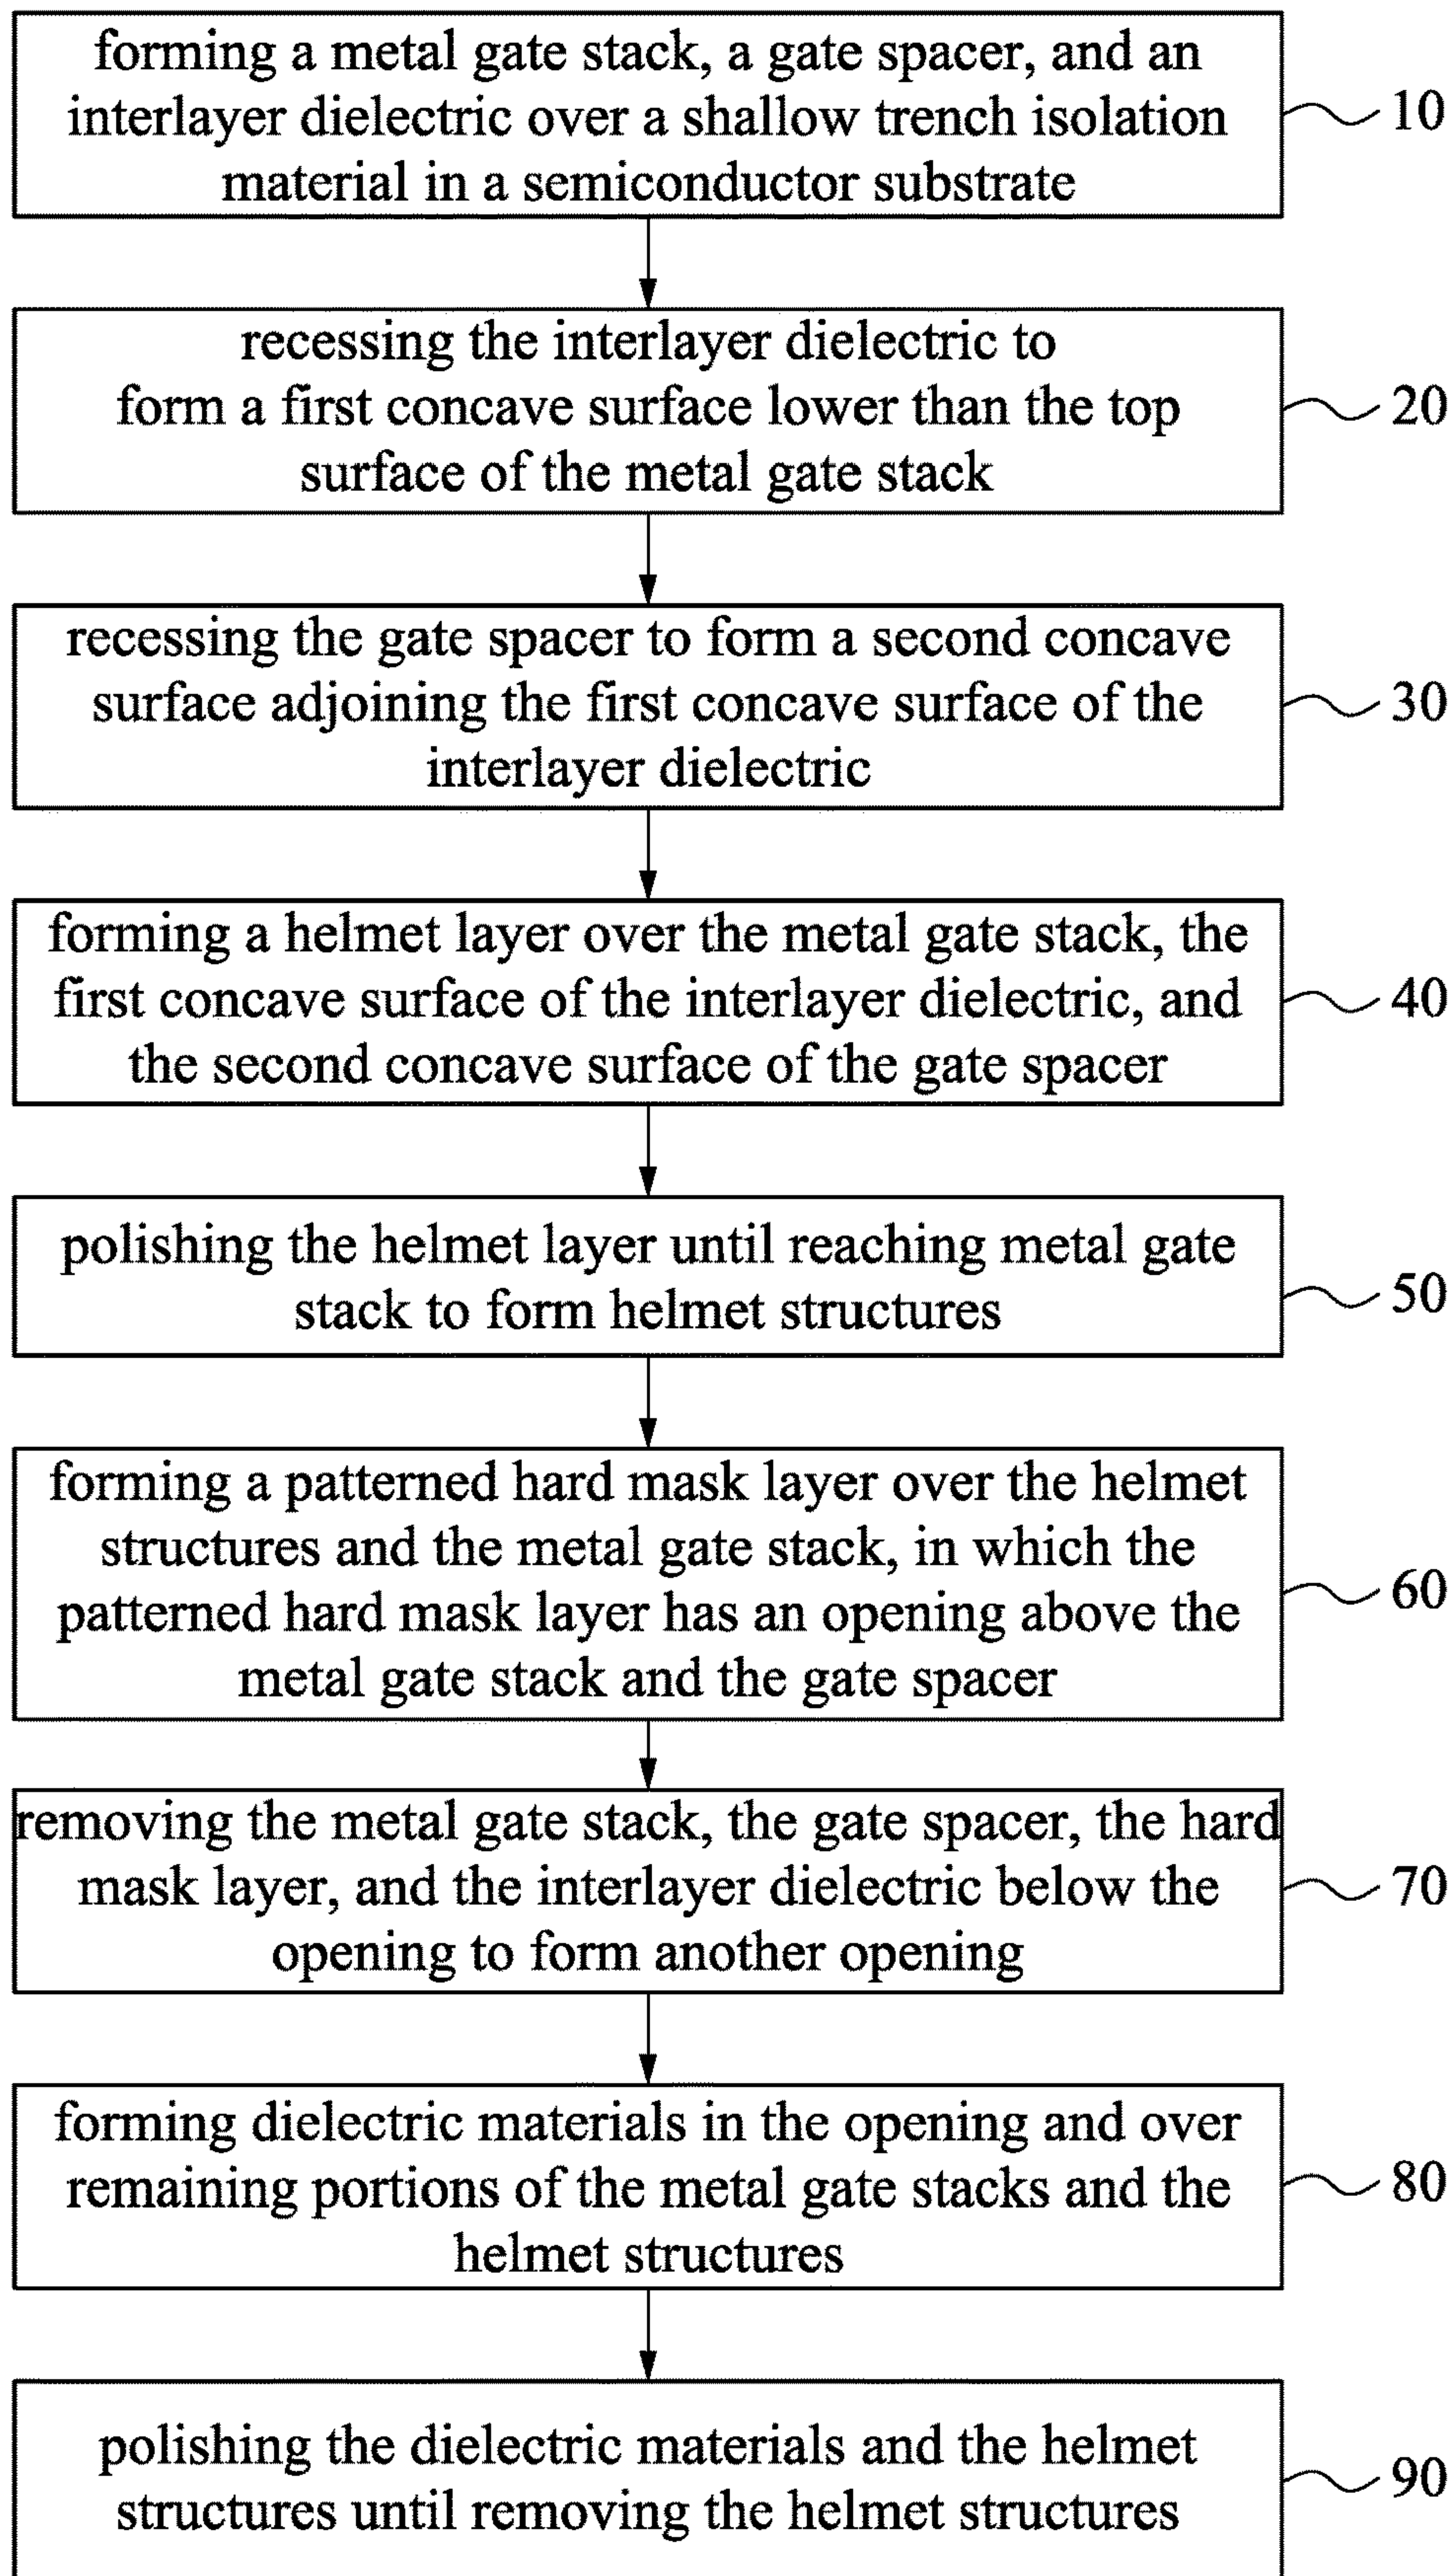 forming a metal gate stack, a gate spacer, and an
interlayer dielectric over a shallow trench isolation
material in a semiconductor substrate
10
recessing the interlayer dielectric to
form a first concave surface lower than the top
surface of the metal gate stack
20
recessing the gate spacer to form a second concave
surface adjoining the first concave surface of the
interlayer dielectric
30
forming a helmet layer over the metal gate stack, the
first concave surface of the interlayer dielectric, and
the second concave surface of the gate spacer
40
polishing the helmet layer until reaching metal gate
stack to form helmet structures
50
forming a patterned hard mask layer over the helmet
structures and the metal gate stack, in which the
patterned hard mask layer has an opening above the
metal gate stack and the gate spacer
60
removing the metal gate stack, the gate spacer, the hard
mask layer, and the interlayer dielectric below the
opening to form another opening
70
forming dielectric materials in the opening and over
remaining portions of the metal gate stacks and the
helmet structures
80
polishing the dielectric materials and the helmet
structures until removing the helmet structures
90